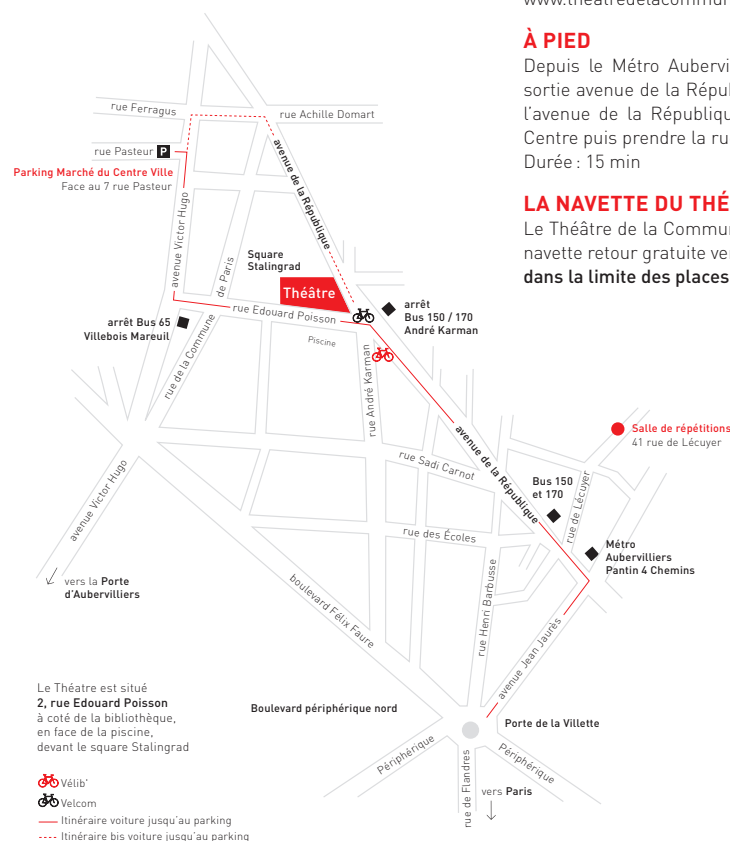 www.theatredelacommun
À PIED
Depuis le Métro Aubervi
sortie avenue de la Répu
l'avenue de la Républiqu
Centre puis prendre la ru
Durée : 15 min
LA NAVETTE DU THÉ
Le Théâtre de la Commun
navette retour gratuite ver
dans la limite des places
rue Ferragus
rue Achille Domart
rue Pasteur P
Parking Marché du Centre Ville
Face au 7 rue Pasteur
avenue de la République
avenue Victor Hugo
de Paris
Square
Stalingrad
Théâtre
rue Edouard Poisson
arrêt
Bus 150 / 170
André Karman
arrêt Bus 65
Villebois Mareuil
Piscine
rue de la Commune
rue André Karman
Salle de répétitions
41 rue de Lécuyer
avenue de la République
rue Sadi Carnot
Bus 150
et 170
rue de Lécuyer
avenue Victor Hugo
rue des Écoles
Métro
Aubervilliers
Pantin 4 Chemins
vers la Porte
d'Aubervilliers
boulevard Félix Faure
rue Henri Barbusse
avenue Jean Jaurès
Le Théatre est situé
2, rue Edouard Poisson
à coté de la bibliothèque,
en face de la piscine,
devant le square Stalingrad
Boulevard périphérique nord
Porte de la Villette
Périphérique
Périphérique
rue de Flandres
vers Paris
Vélib'
Velcom
Itinéraire voiture jusqu'au parking
Itinéraire bis voiture jusqu'au parking